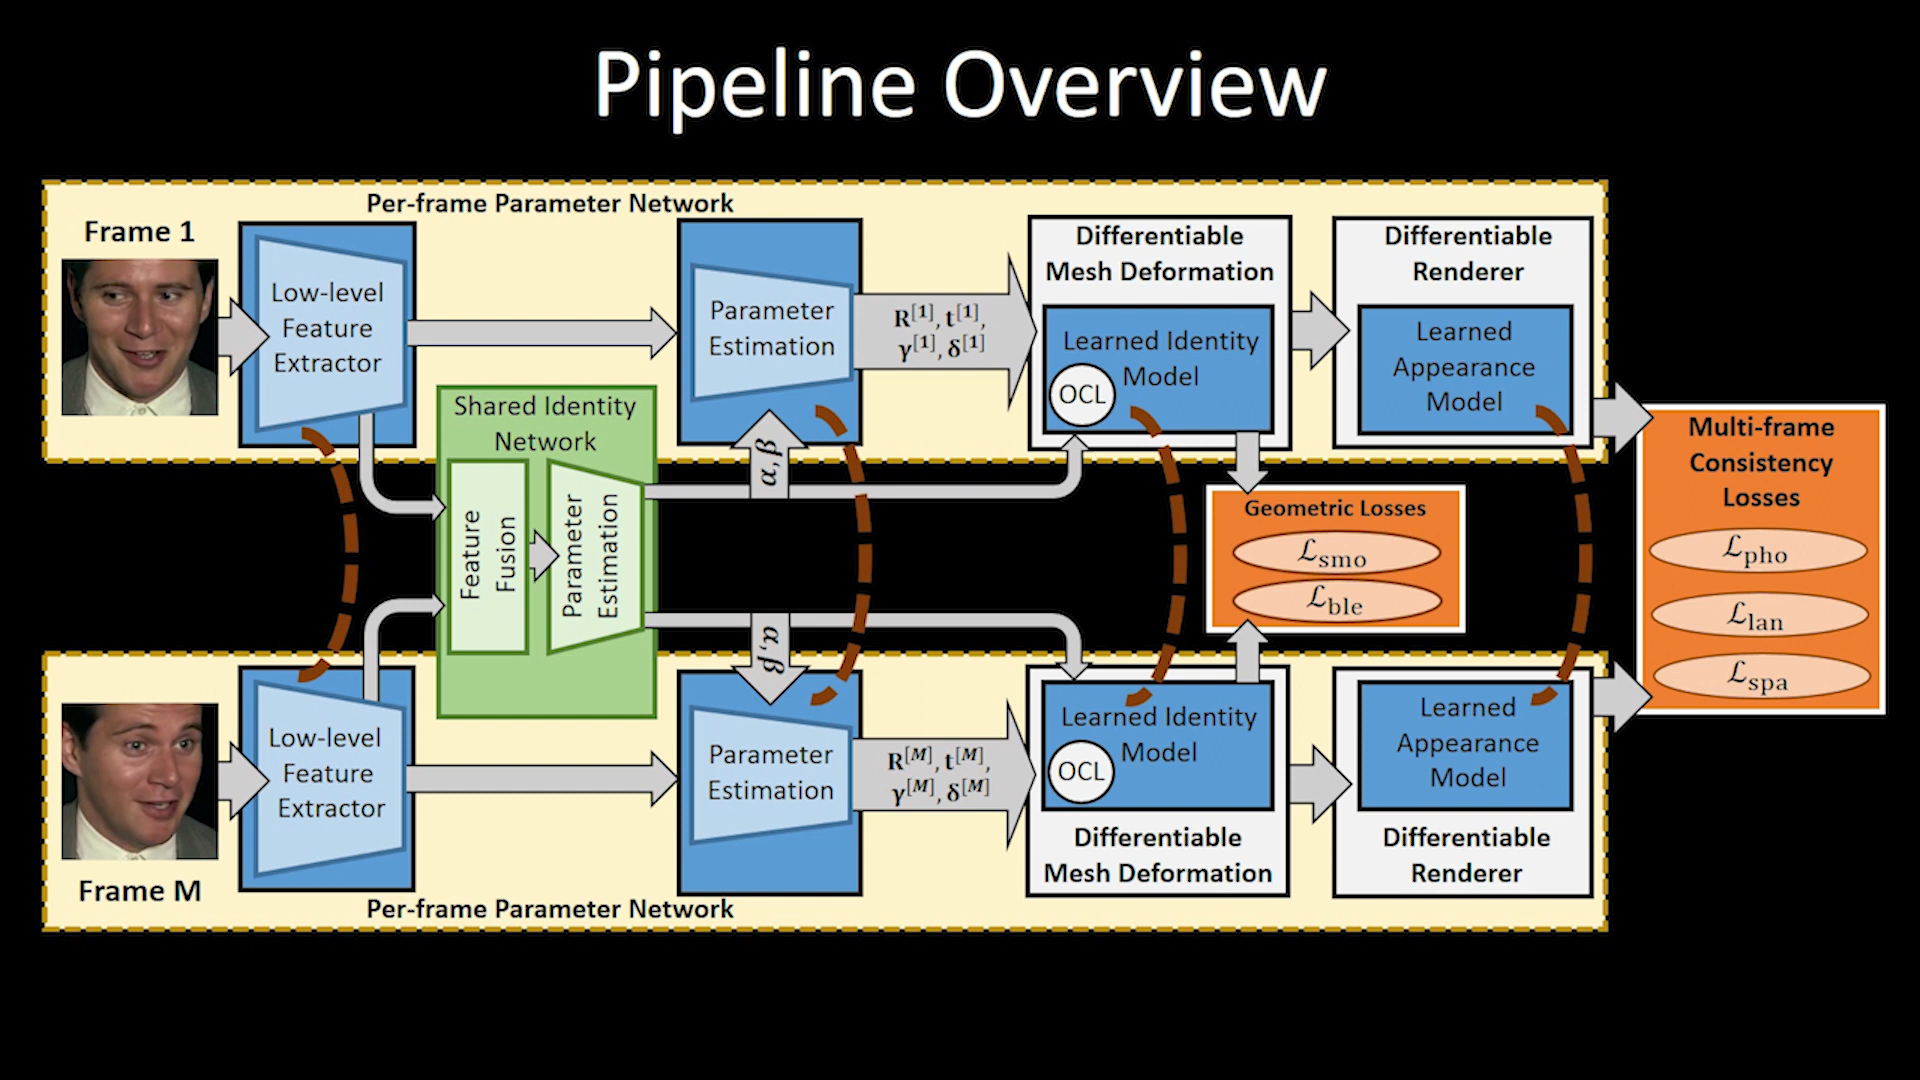 Pipeline Overview
Per-frame Parameter Network
Frame 1
Low-level
Feature
Extractor
Parameter
Estimation
R[1], t[1],
γ[1], δ[1]
Differentiable
Mesh Deformation
Learned Identity
Model
OCL
Differentiable
Renderer
Learned
Appearance
Model
Shared Identity
Network
Feature
Fusion
Parameter
Estimation
α, β
α, β
Geometric Losses
ℒsmo
ℒble
Multi-frame
Consistency
Losses
ℒpho
ℒlan
ℒspa
Frame M
Low-level
Feature
Extractor
Parameter
Estimation
R[M], t[M],
γ[M], δ[M]
Learned Identity
Model
OCL
Differentiable
Mesh Deformation
Learned
Appearance
Model
Differentiable
Renderer
Per-frame Parameter Network